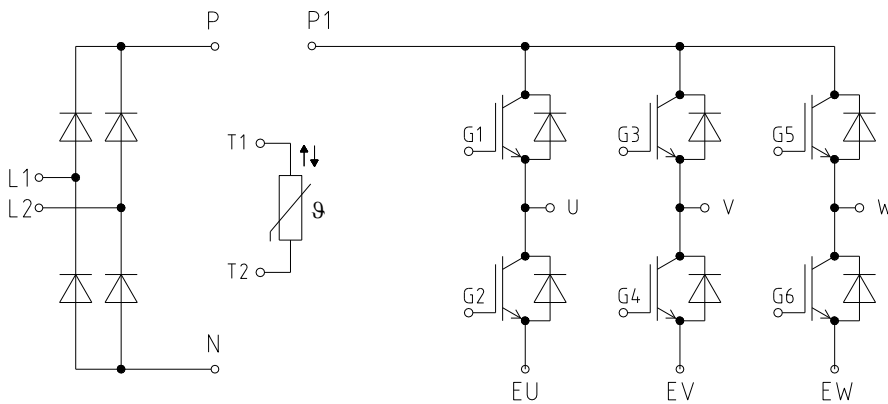 P P1
T1
G1 G3 G5
L1
L2
ϑ
U V W
T2
G2 G4 G6
N
EU EV EW